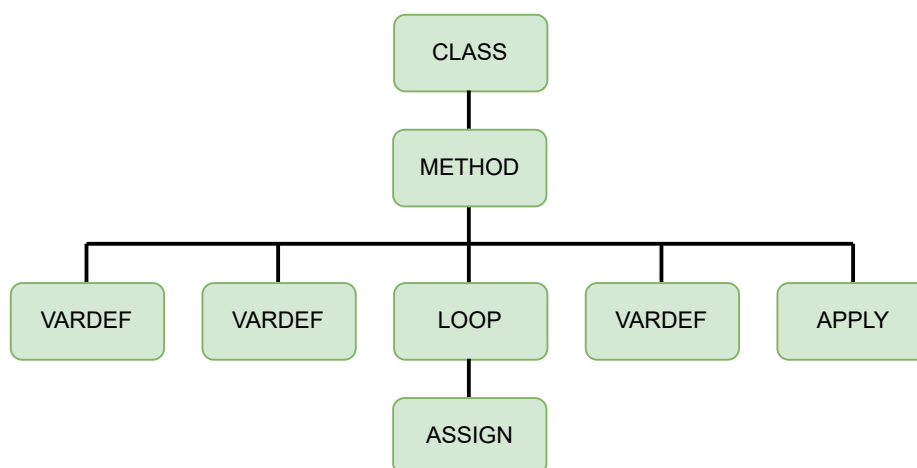 CLASS
METHOD
VARDEF
VARDEF
LOOP
VARDEF
APPLY
ASSIGN